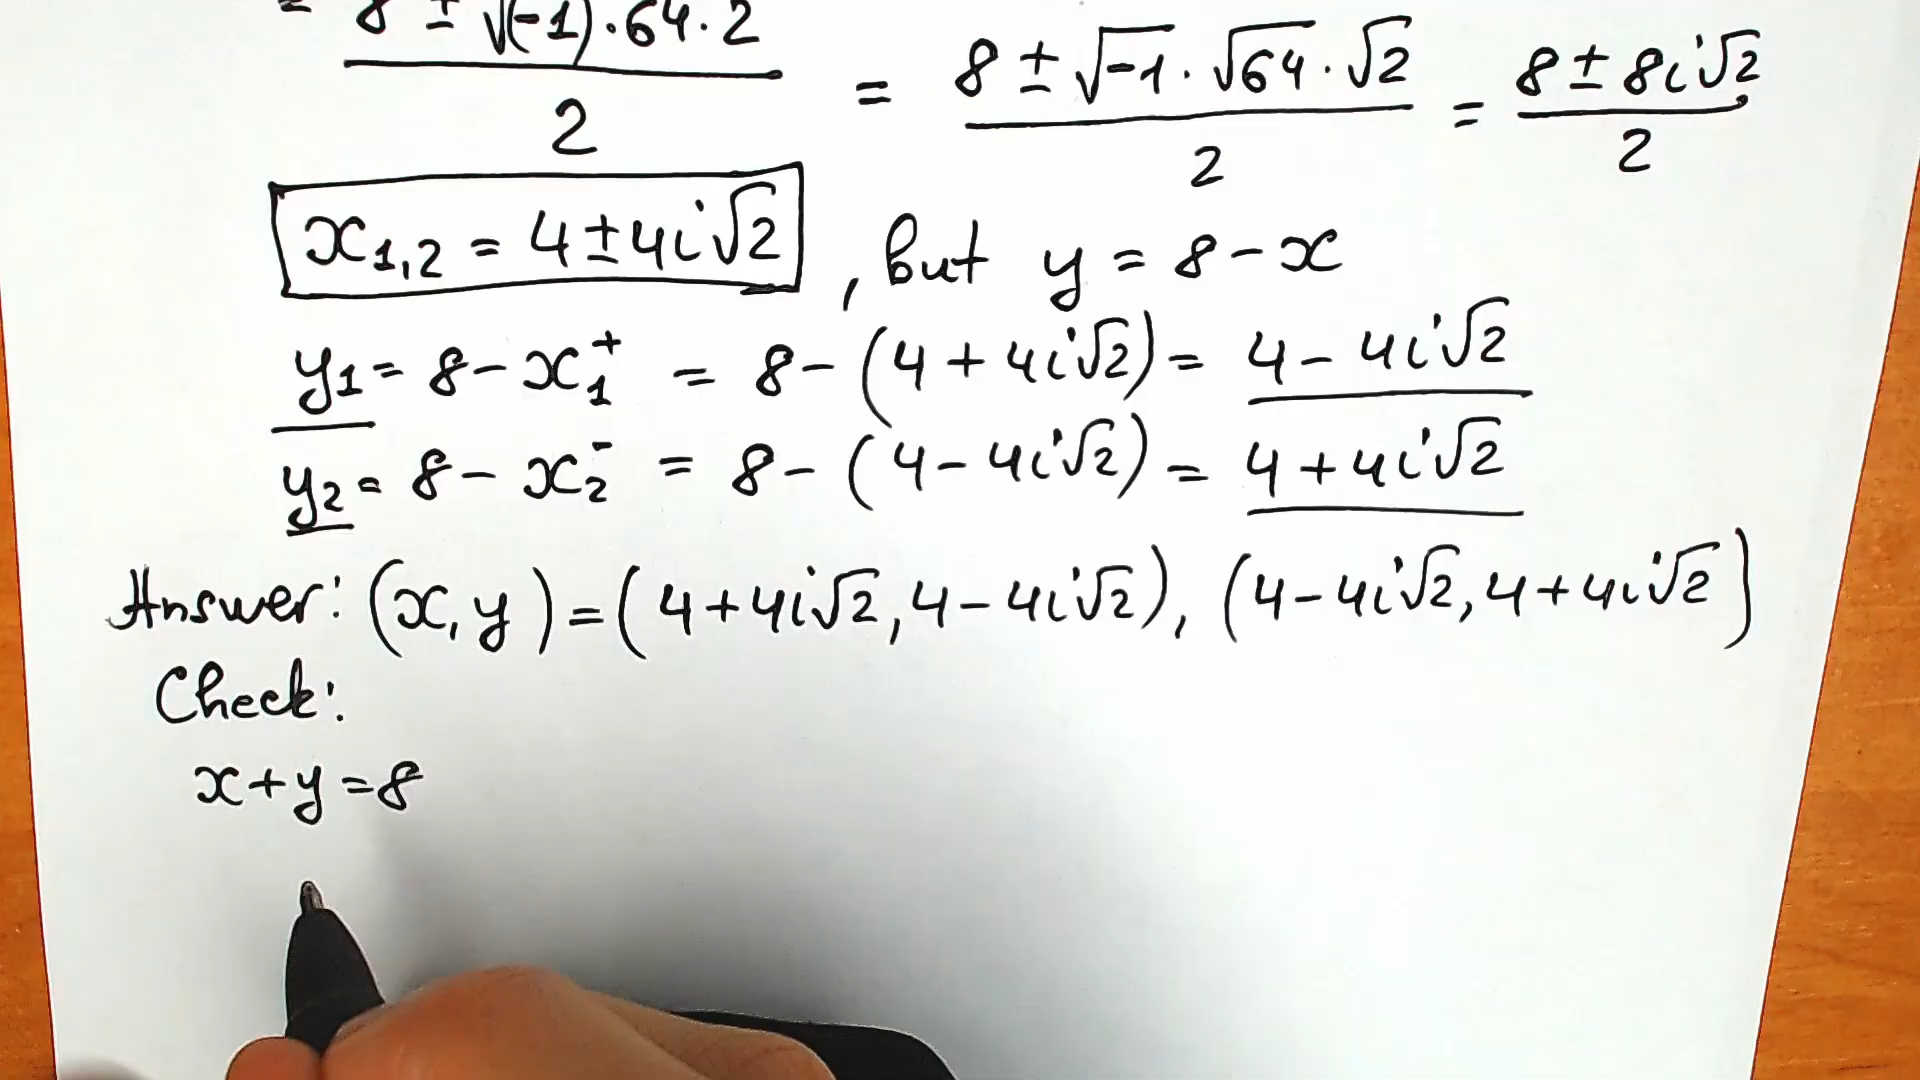 = 8 ± √(-1)·64·2 / 2 = 8 ± √-1 · √64 · √2 / 2 = 8 ± 8i√2 / 2
x1,2 = 4 ± 4i√2 , but y = 8 - x
y1 = 8 - x1⁺ = 8 - (4 + 4i√2) = 4 - 4i√2
y2 = 8 - x2⁻ = 8 - (4 - 4i√2) = 4 + 4i√2
Answer: (x, y) = (4 + 4i√2, 4 - 4i√2), (4 - 4i√2, 4 + 4i√2)
Check:
x + y = 8